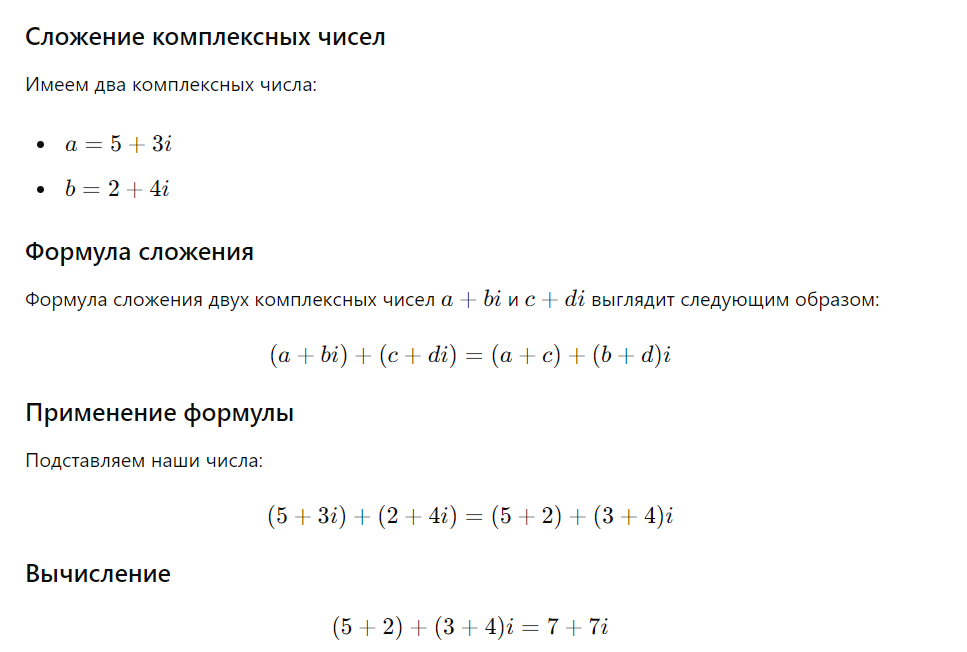 Сложение комплексных чисел
Имеем два комплексных числа:
• a = 5 + 3i
• b = 2 + 4i
Формула сложения
Формула сложения двух комплексных чисел a + bi и c + di выглядит следующим образом:
(a + bi) + (c + di) = (a + c) + (b + d)i
Применение формулы
Подставляем наши числа:
(5 + 3i) + (2 + 4i) = (5 + 2) + (3 + 4)i
Вычисление
(5 + 2) + (3 + 4)i = 7 + 7i